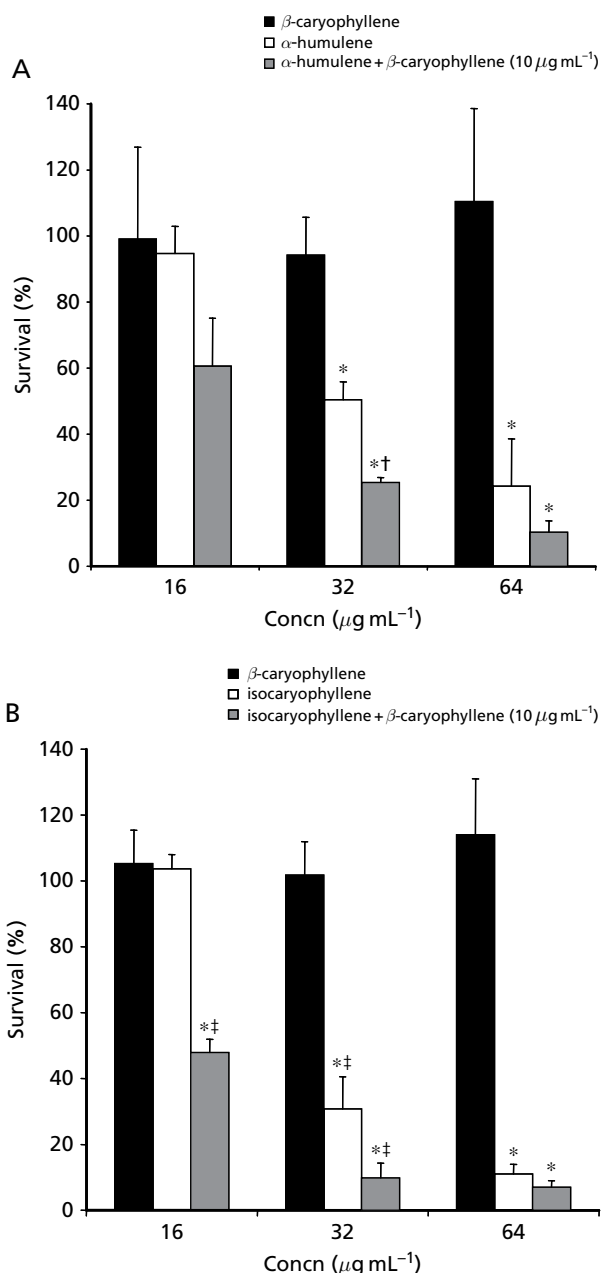 β-caryophyllene
α-humulene
α-humulene + β-caryophyllene (10 μg mL⁻¹)
A
140
120
100
80
60
40
20
0
Survival (%)
*
*†
*
*
16 32 64
Concn (μg mL⁻¹)
β-caryophyllene
isocaryophyllene
isocaryophyllene + β-caryophyllene (10 μg mL⁻¹)
B
140
120
100
80
60
40
20
0
Survival (%)
*‡
*‡
*‡
*
*
16 32 64
Concn (μg mL⁻¹)